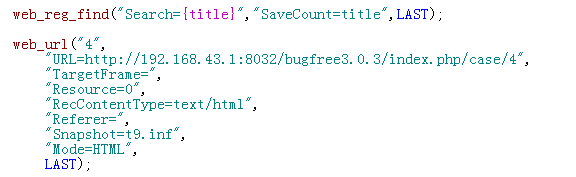 web_reg_find("Search={title}","SaveCount=title",LAST);
web_url("4",
"URL=http://192.168.43.1:8032/bugfree3.0.3/index.php/case/4",
"TargetFrame=",
"Resource=0",
"RecContentType=text/html",
"Referer=",
"Snapshot=t9.inf",
"Mode=HTML",
LAST);